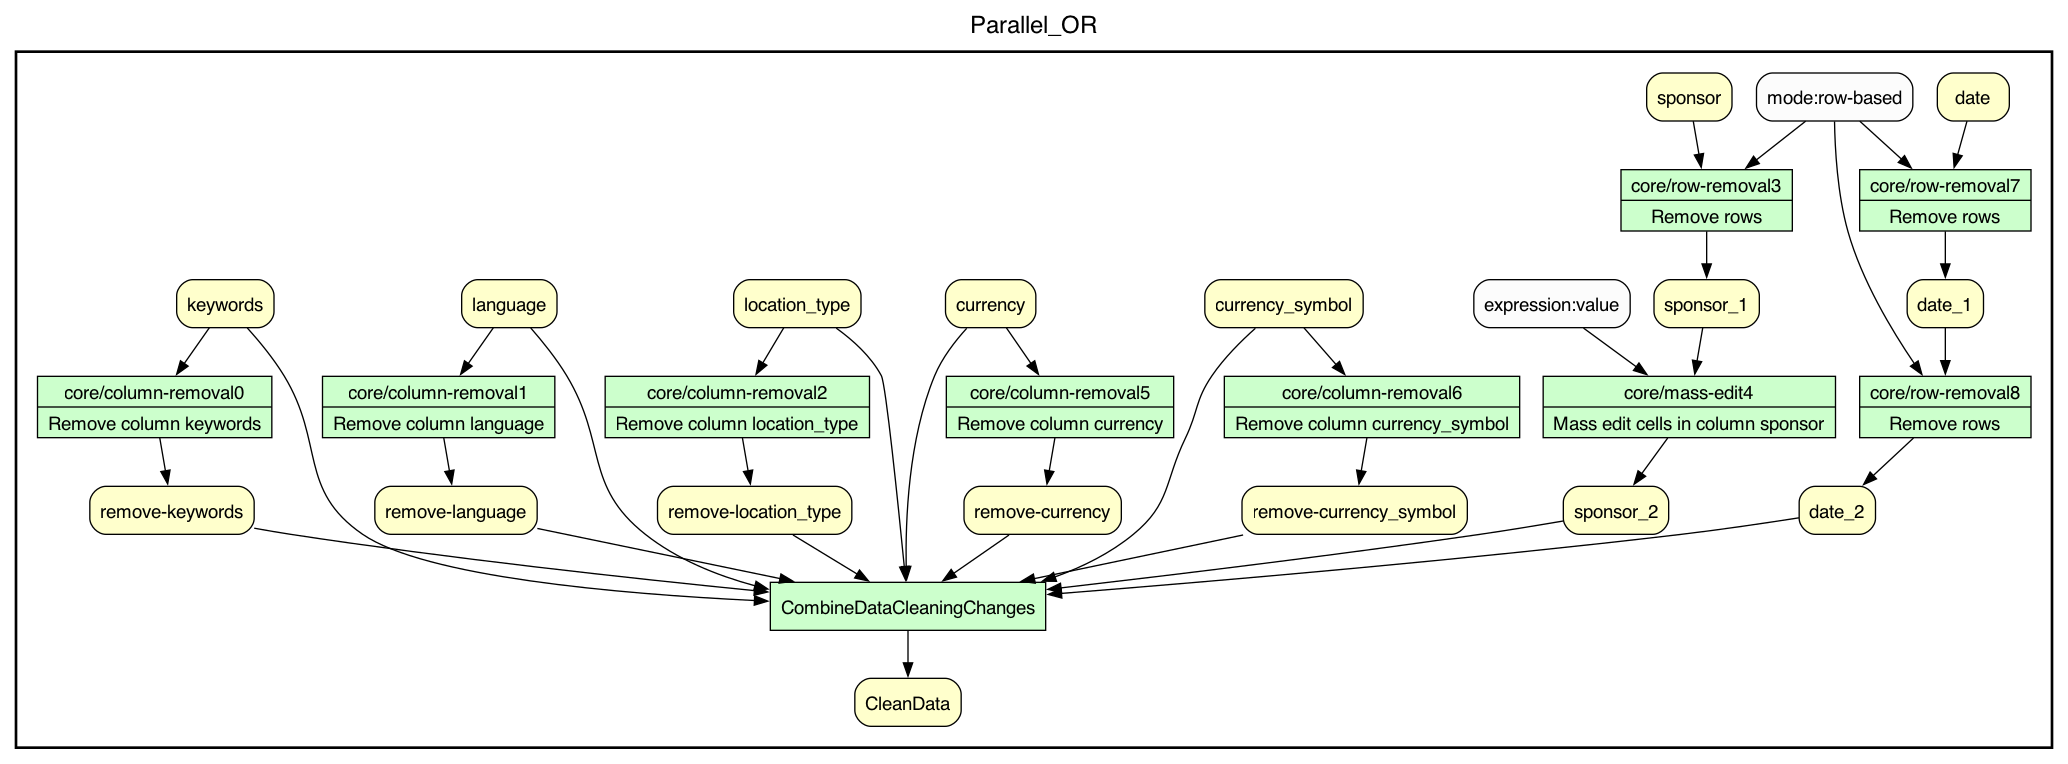 Parallel_OR
sponsor
mode:row-based
date
core/row-removal3
Remove rows
core/row-removal7
Remove rows
keywords
language
location_type
currency
currency_symbol
expression:value
sponsor_1
date_1
core/column-removal0
Remove column keywords
core/column-removal1
Remove column language
core/column-removal2
Remove column location_type
core/column-removal5
Remove column currency
core/column-removal6
Remove column currency_symbol
core/mass-edit4
Mass edit cells in column sponsor
core/row-removal8
Remove rows
remove-keywords
remove-language
remove-location_type
remove-currency
remove-currency_symbol
sponsor_2
date_2
CombineDataCleaningChanges
CleanData